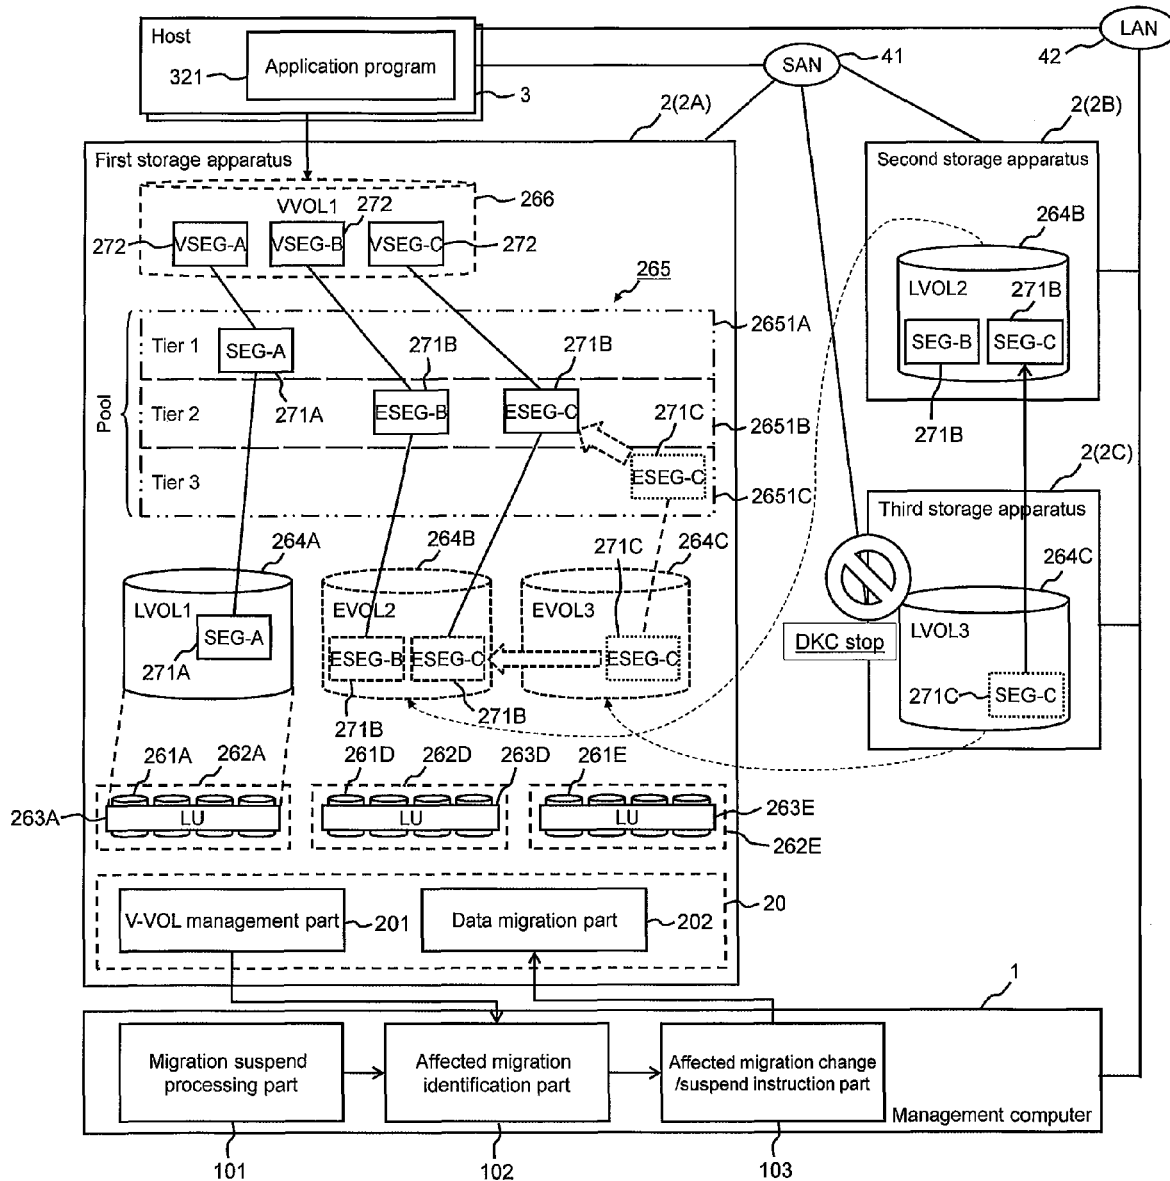 Host
LAN
321
Application program
SAN
41
42
3
2(2A)
2(2B)
First storage apparatus
Second storage apparatus
VVOL1
272
266
272
VSEG-A
VSEG-B
VSEG-C
272
264B
265
LVOL2
271B
Pool
Tier 1
SEG-A
2651A
271B
271B
SEG-B
SEG-C
271A
Tier 2
ESEG-B
ESEG-C
271C
2651B
271B
Tier 3
ESEG-C
2651C
2(2C)
Third storage apparatus
264A
264B
271C
264C
264C
LVOL1
EVOL2
EVOL3
LVOL3
DKC stop
SEG-A
271A
ESEG-B
ESEG-C
ESEG-C
271C
SEG-C
271B
271B
261A
262A
261D
262D
263D
261E
263A
LU
LU
LU
263E
262E
V-VOL management part
201
Data migration part
202
20
1
Migration suspend
processing part
Affected migration
identification part
Affected migration change
/suspend instruction part
Management computer
101
102
103